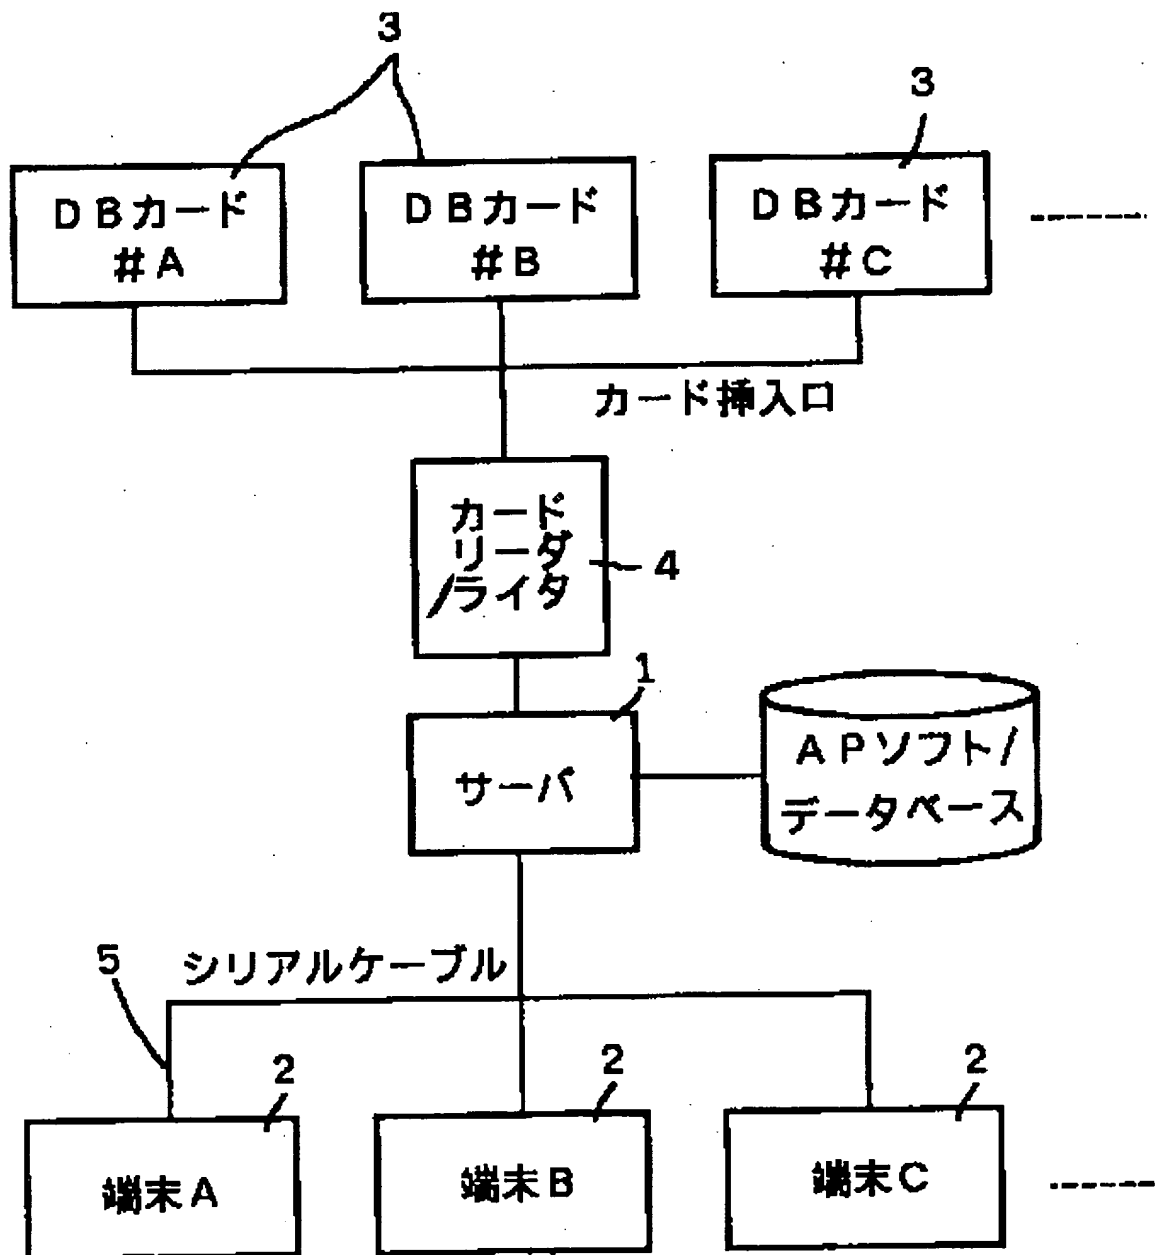 3
3
DBカード
#A
DBカード
#B
DBカード
#C
カード挿入口
カード
リーダ
/ライタ
4
1
サーバ
APソフト/
データベース
5
シリアルケーブル
2
2
2
端末A
端末B
端末C